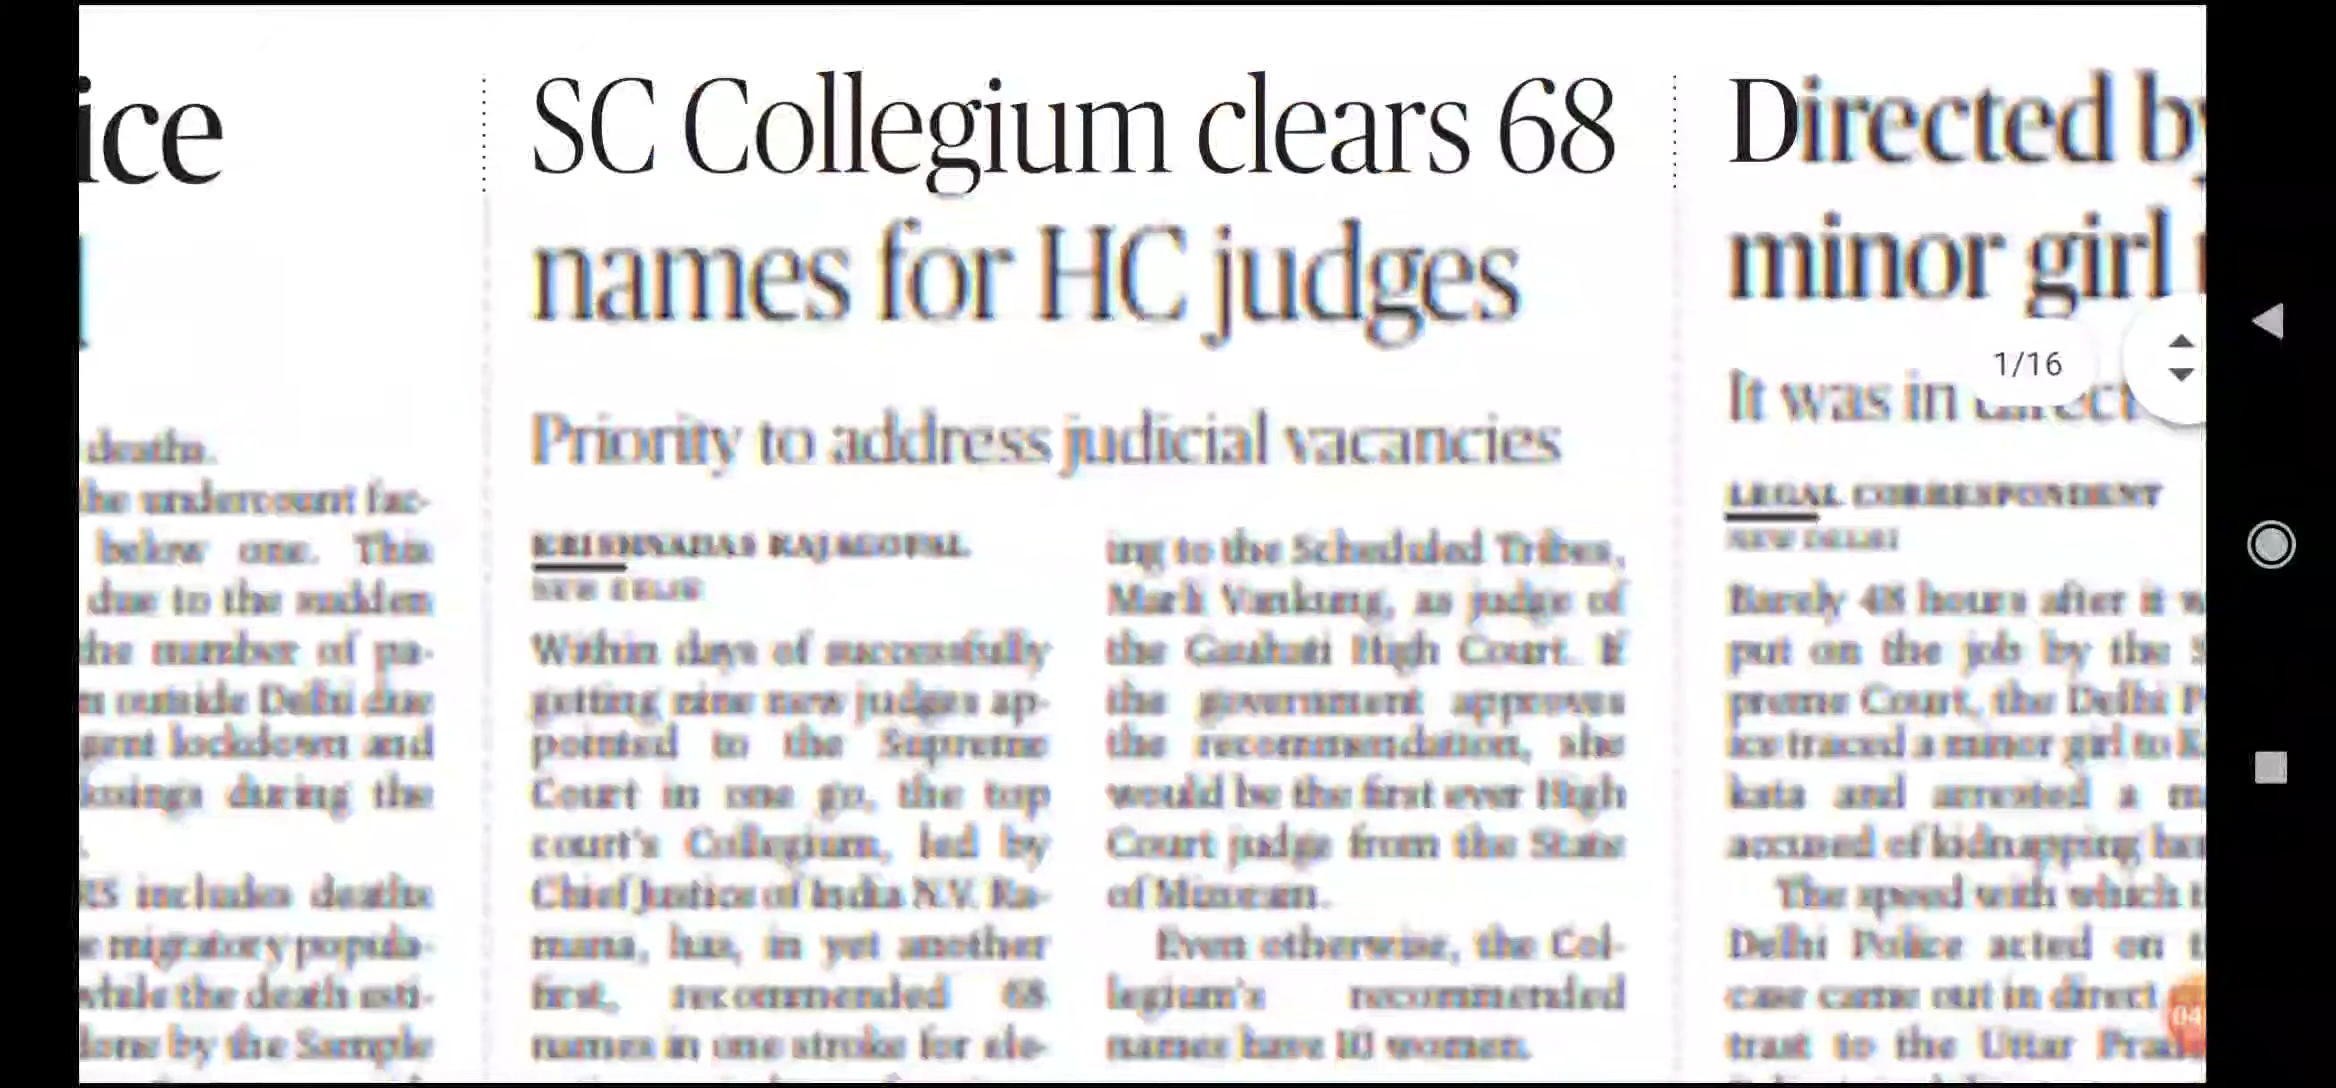 ice
deaths.
he undercount fac-
below one. This
due to the sudden
the number of pa-
outside Delhi due
lockdown and
during the
RS includes deaths
migratory popula-
while the death esti-
by the Sample
SC Collegium clears 68
names for HC judges
Priority to address judicial vacancies
KRISHNADAS RAJAGOPAL
NEW DELHI
Within days of successfully
getting nine new judges ap-
pointed to the Supreme
Court in one go, the top
court's Collegium, led by
Chief Justice of India N.V. Ra-
mana, has, in yet another
first, recommended 68
names in one stroke for ele-
ing to the Scheduled Tribes,
Marli Vankung, as judge of
the Gauhati High Court. If
the government approves
the recommendation, she
would be the first ever High
Court judge from the State
of Mizoram.
Even otherwise, the Col-
legium's recommended
names have 10 women.
Directed by
minor girl
It was in
LEGAL CORRESPONDENT
NEW DELHI
Barely 48 hours after it w
put on the job by the S
preme Court, the Delhi P
ice traced a minor girl to K
kata and arrested a m
accused of kidnapping her
The speed with which t
Delhi Police acted on t
case came out in direct
trast to the Uttar Prad
1/16
04